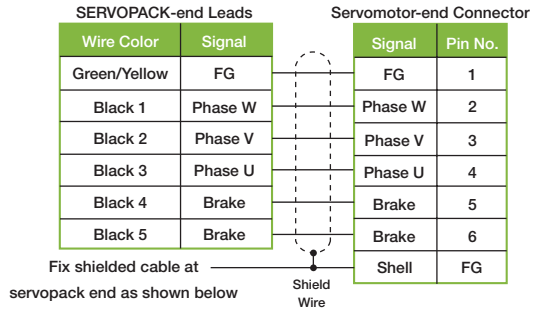 SERVOPACK-end Leads Servomotor-end Connector
Wire Color Signal Signal Pin No.
Green/Yellow FG FG 1
Black 1 Phase W Phase W 2
Black 2 Phase V Phase V 3
Black 3 Phase U Phase U 4
Black 4 Brake Brake 5
Black 5 Brake Brake 6
Fix shielded cable at Shell FG
servopack end as shown below
Shield
Wire